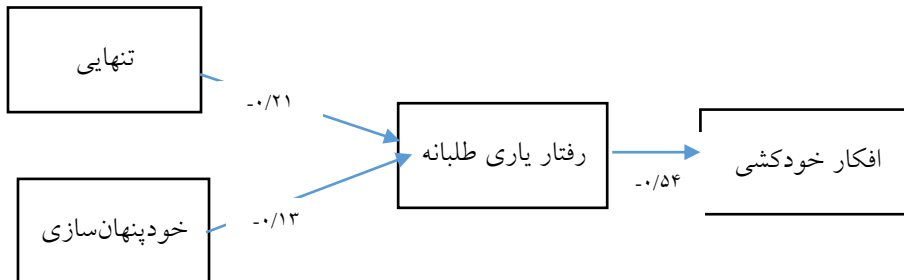 تنهایی
-۰/۲۱
رفتار یاری طلبانه
افکار خودکشی
-۰/۵۴
خودپنهان‌سازی
-۰/۱۳